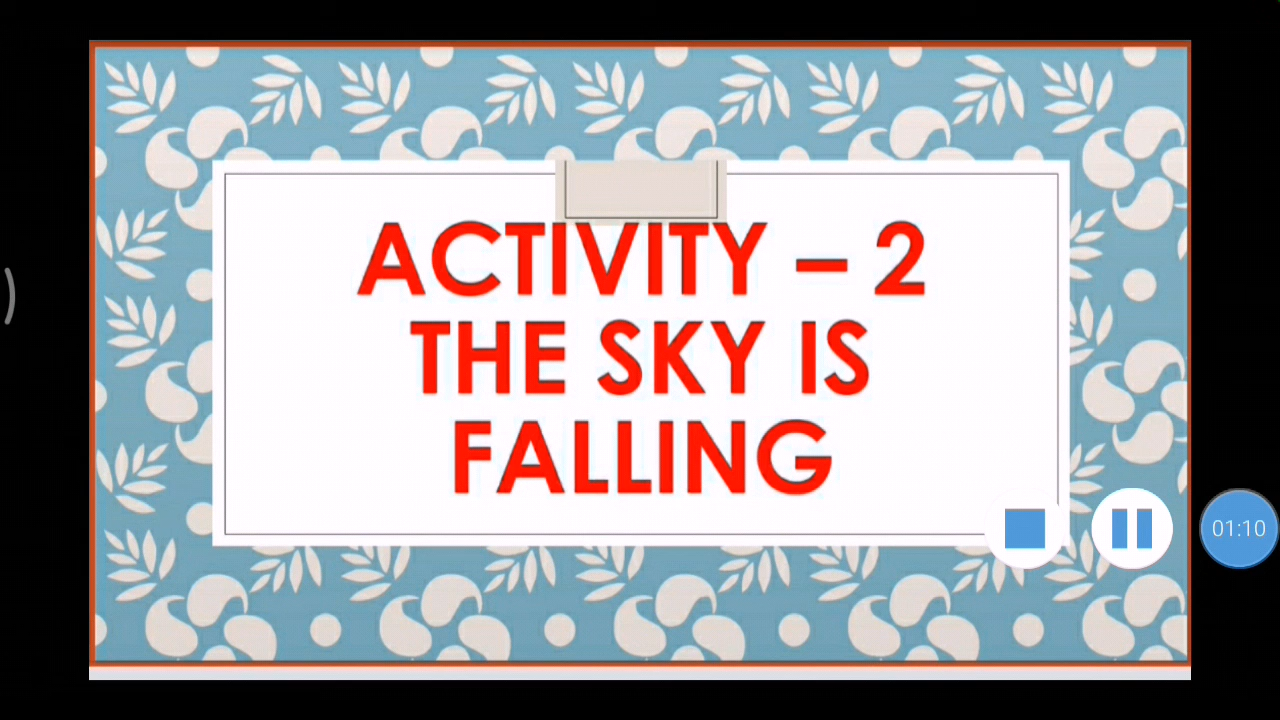 ACTIVITY – 2
THE SKY IS
FALLING
01:10